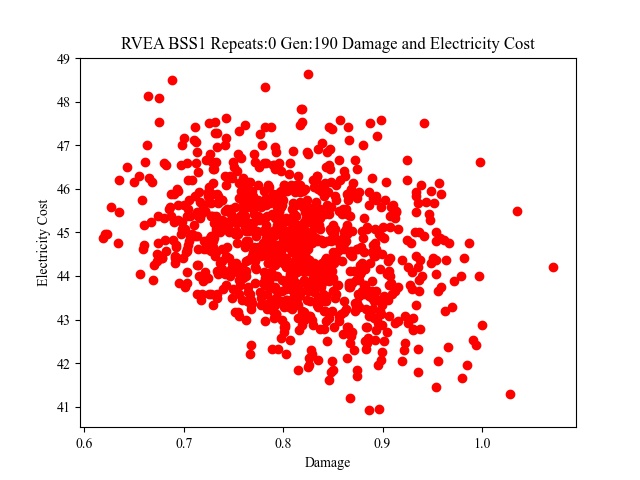 RVEA BSS1 Repeats:0 Gen:190 Damage and Electricity Cost
49
48
47
46
45
44
43
42
41
Electricity Cost
0.6 0.7 0.8 0.9 1.0
Damage